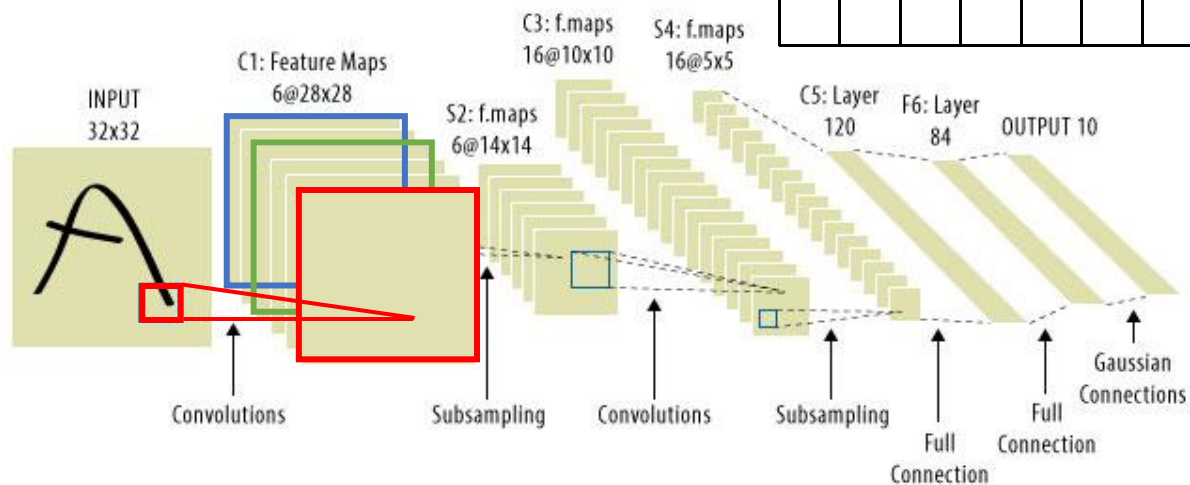 INPUT
32x32
C1: Feature Maps
6@28x28
S2: f.maps
6@14x14
C3: f.maps
16@10x10
S4: f.maps
16@5x5
C5: Layer
120
F6: Layer
84
OUTPUT 10
Convolutions
Subsampling
Convolutions
Subsampling
Full
Connection
Full
Connection
Gaussian
Connections